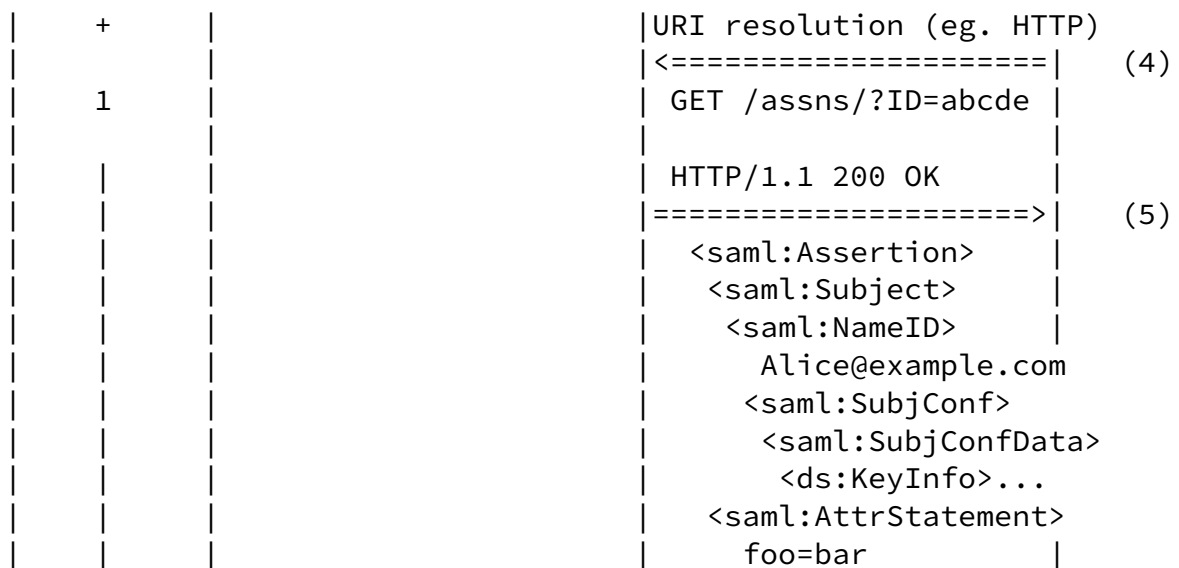 |    +     |                       |URI resolution (eg. HTTP)
|          |                       |<=====================|   (4)
|    1     |                       | GET /assns/?ID=abcde |
|          |                       |                      |
|    |     |                       | HTTP/1.1 200 OK      |
|    |     |                       |=====================>|   (5)
|    |     |                       |  <saml:Assertion>    |
|    |     |                       |   <saml:Subject>     |
|    |     |                       |    <saml:NameID>     |
|    |     |                       |      Alice@example.com
|    |     |                       |     <saml:SubjConf>
|    |     |                       |      <saml:SubjConfData>
|    |     |                       |       <ds:KeyInfo>...
|    |     |                       |   <saml:AttrStatement>
|    |     |                       |     foo=bar          |